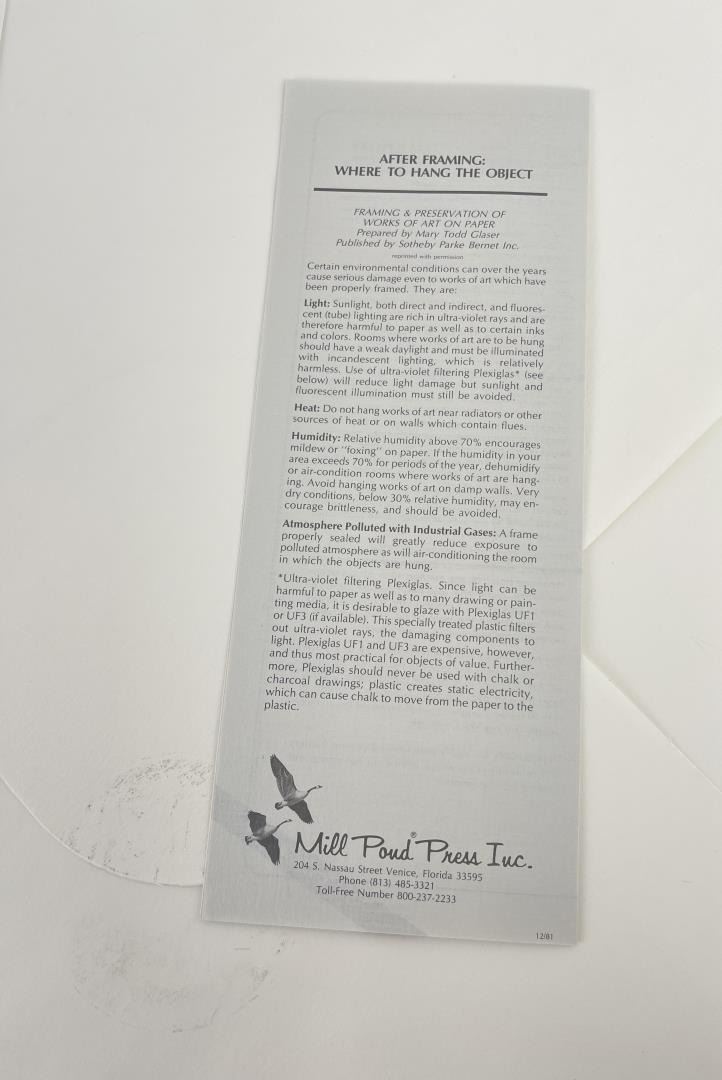 AFTER FRAMING:
WHERE TO HANG THE OBJECT
FRAMING & PRESERVATION OF
WORKS OF ART ON PAPER
Prepared by Mary Todd Glaser
Published by Sotheby Parke Bernet Inc.
reprinted with permission
Certain environmental conditions can over the years
cause serious damage even to works of art which have
been properly framed. They are:
Light: Sunlight, both direct and indirect, and fluores-
cent (tube) lighting are rich in ultra-violet rays and are
therefore harmful to paper as well as to certain inks
and colors. Rooms where works of art are to be hung
should have a weak daylight and must be illuminated
with incandescent lighting, which is relatively
harmless. Use of ultra-violet filtering Plexiglas* (see
below) will reduce light damage but sunlight and
fluorescent illumination must still be avoided.
Heat: Do not hang works of art near radiators or other
sources of heat or on walls which contain flues.
Humidity: Relative humidity above 70% encourages
mildew or "foxing" on paper. If the humidity in your
area exceeds 70% for periods of the year, dehumidify
or air-condition rooms where works of art are hang-
ing. Avoid hanging works of art on damp walls. Very
dry conditions, below 30% relative humidity, may en-
courage brittleness, and should be avoided.
Atmosphere Polluted with Industrial Gases: A frame
properly sealed will greatly reduce exposure to
polluted atmosphere as will air-conditioning the room
in which the objects are hung.
*Ultra-violet filtering Plexiglas. Since light can be
harmful to paper as well as to many drawing or pain-
ting media, it is desirable to glaze with Plexiglas UF1
or UF3 (if available). This specially treated plastic filters
out ultra-violet rays, the damaging components to
light. Plexiglas UF1 and UF3 are expensive, however,
and thus most practical for objects of value. Further-
more, Plexiglas should never be used with chalk or
charcoal drawings; plastic creates static electricity,
which can cause chalk to move from the paper to the
plastic.
Mill Pond® Press Inc.
204 S. Nassau Street Venice, Florida 33595
Phone (813) 485-3321
Toll-Free Number 800-237-2233
12/81